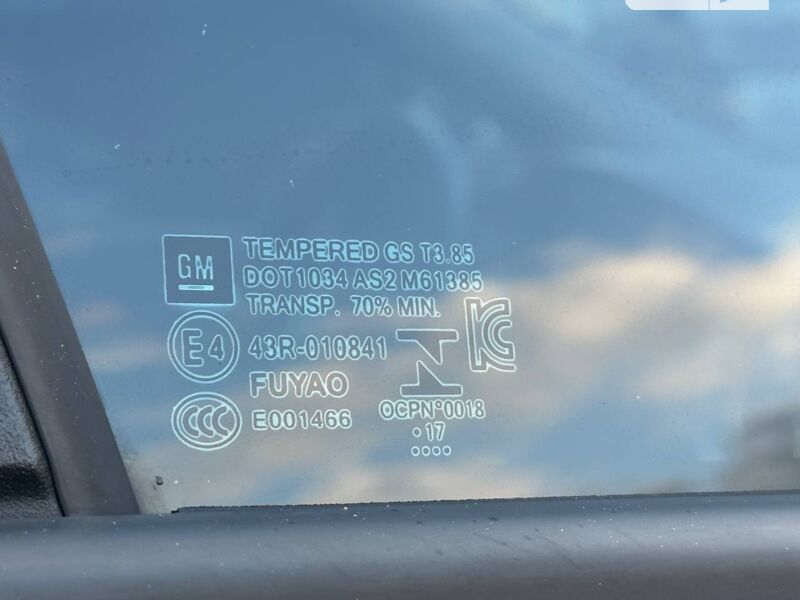 GM
TEMPERED GS T3.85
DOT1034 AS2 M61385
TRANSP. 70% MIN.
E4 43R-010841
FUYAO
CCC E001466
KC
OCPN°0018
•17
••••